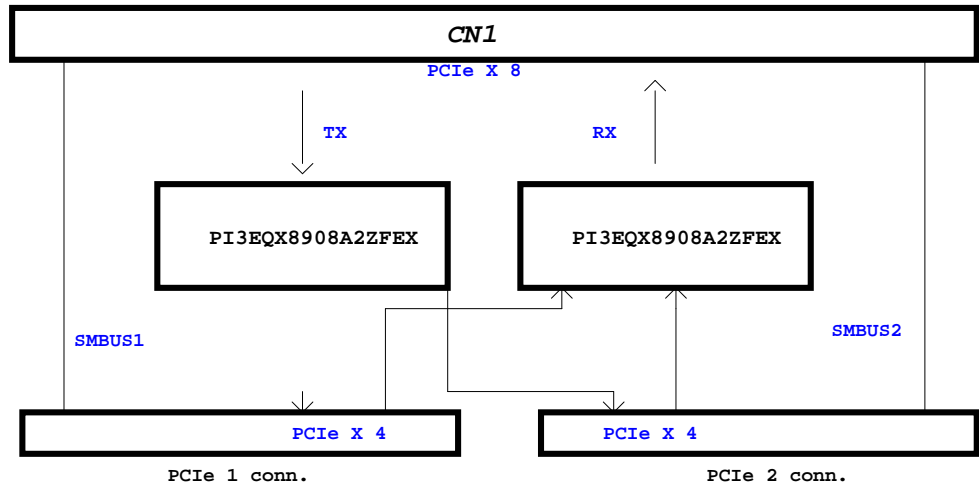 CN1
PCIe X 8
TX
RX
PI3EQX8908A2ZFEX
PI3EQX8908A2ZFEX
SMBUS1
SMBUS2
PCIe X 4
PCIe X 4
PCIe 1 conn.
PCIe 2 conn.